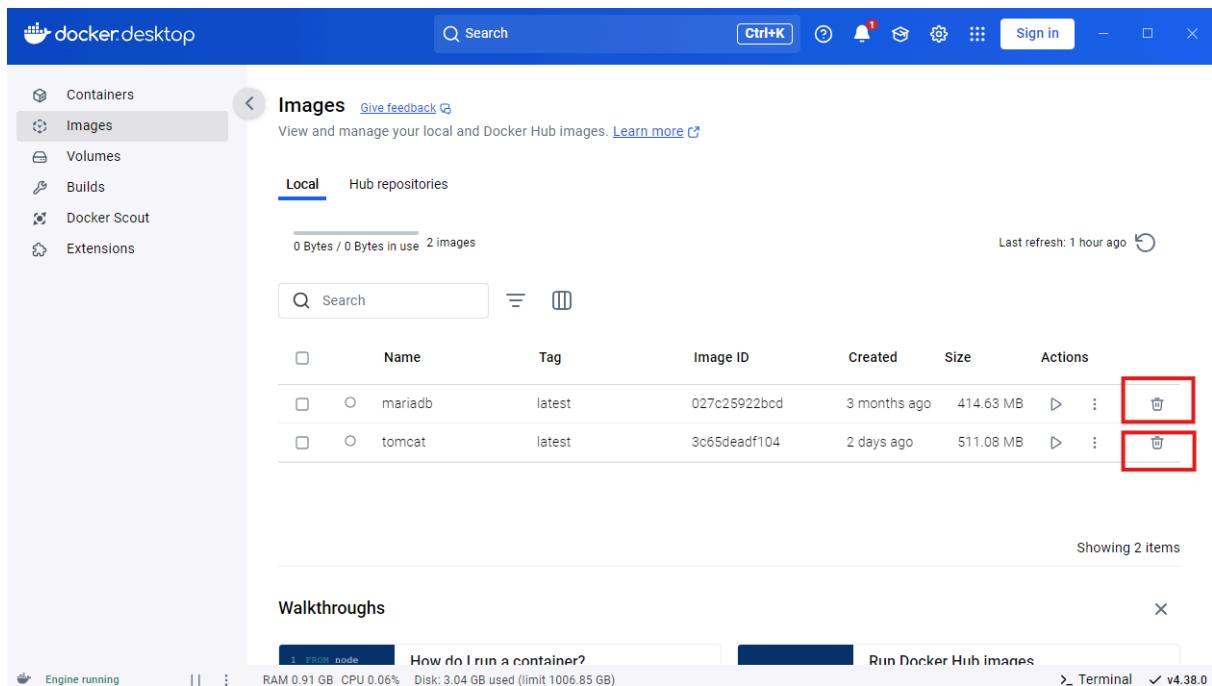 docker.desktop
Search Ctrl+K 1 Sign in
Containers
Images
Volumes
Builds
Docker Scout
Extensions
Images Give feedback
View and manage your local and Docker Hub images. Learn more
Local Hub repositories
0 Bytes / 0 Bytes in use 2 images Last refresh: 1 hour ago
Search
Name Tag Image ID Created Size Actions
mariadb latest 027c25922bcd 3 months ago 414.63 MB
tomcat latest 3c65deadf104 2 days ago 511.08 MB
Showing 2 items
Walkthroughs
1 FROM node
How do I run a container?
Run Docker Hub images
Engine running RAM 0.91 GB CPU 0.06% Disk: 3.04 GB used (limit 1006.85 GB) >_ Terminal v4.38.0